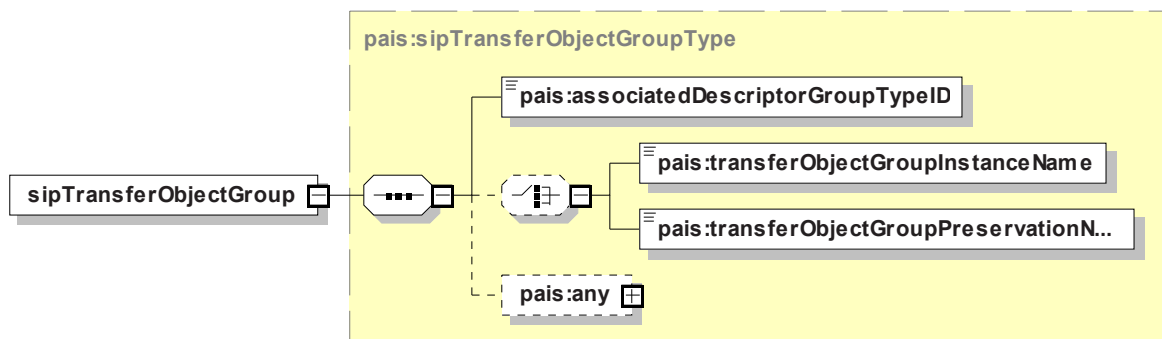 pais:sipTransferObjectGroupType
pais:associatedDescriptorGroupTypeID
pais:transferObjectGroupInstanceName
sipTransferObjectGroup
pais:transferObjectGroupPreservationN...
pais:any